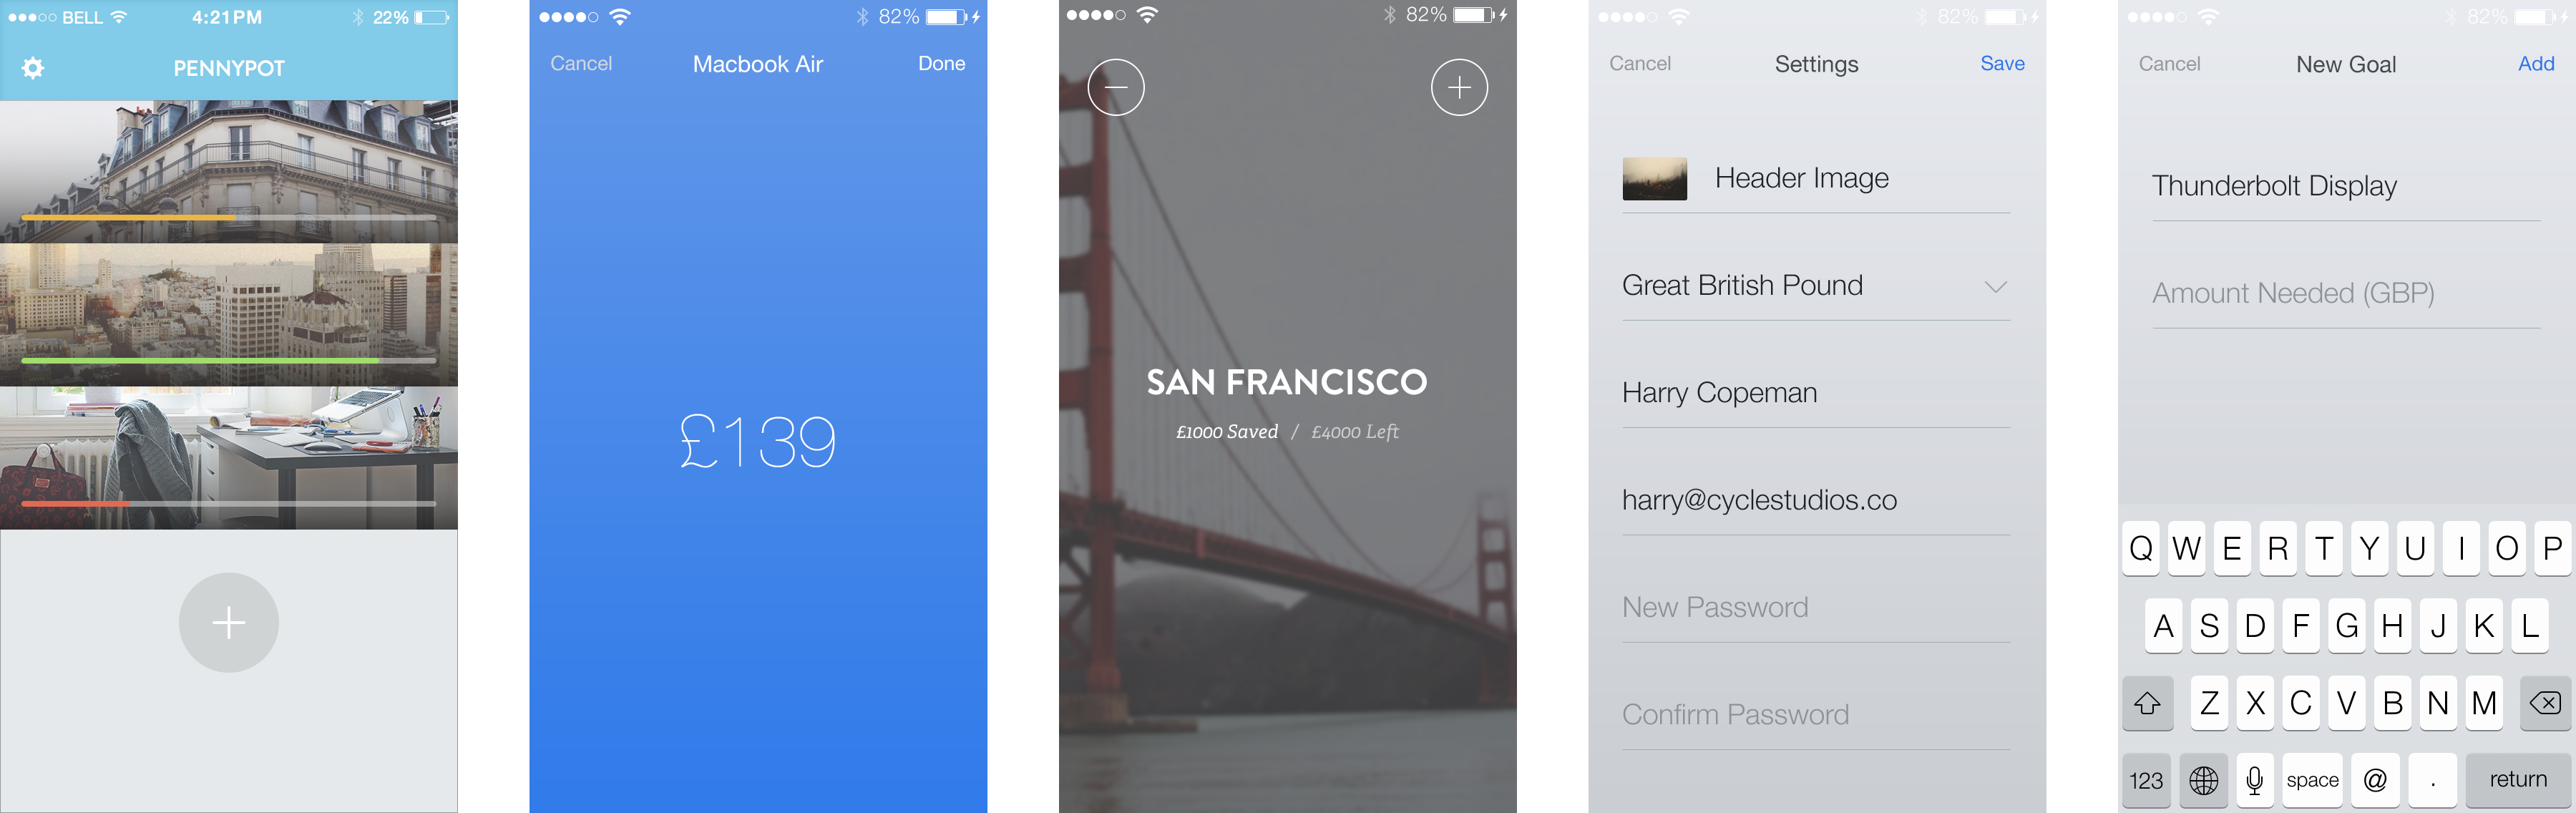 BELL 4:21PM 22%
PENNYPOT
82%
Cancel Macbook Air Done
£139
82%
SAN FRANCISCO
£1000 Saved / £4000 Left
82%
Cancel Settings Save
Header Image
Great British Pound
Harry Copeman
harry@cyclestudios.co
New Password
Confirm Password
82%
Cancel New Goal Add
Thunderbolt Display
Amount Needed (GBP)
Q W E R T Y U I O P
A S D F G H J K L
Z X C V B N M
123 space @ . return